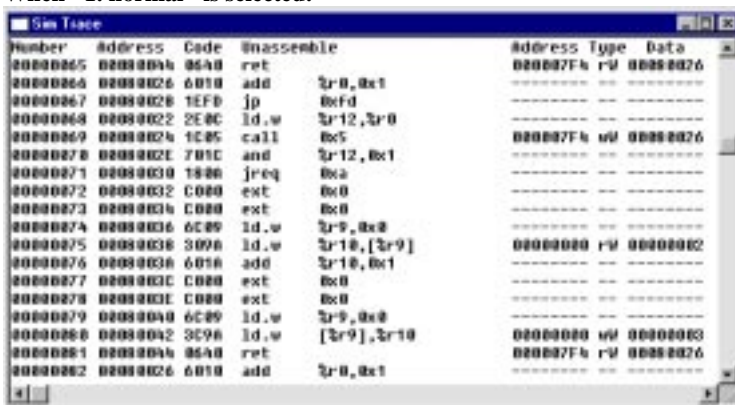 When "1. normal" is selected:
Sim Trace
Number Address Code Unassemble Address Type Data
00000065 00080044 0640 ret 000007F4 rW 00080026
00000066 00080026 6010 add %r0,0x1 -------- -- --------
00000067 00080028 1EFD jp 0xfd -------- -- --------
00000068 00080022 2E0C ld.w %r12,%r0 -------- -- --------
00000069 00080024 1C05 call 0x5 000007F4 wW 00080026
00000070 0008002E 701C and %r12,0x1 -------- -- --------
00000071 00080030 180A jreq 0xa -------- -- --------
00000072 00080032 C000 ext 0x0 -------- -- --------
00000073 00080034 C000 ext 0x0 -------- -- --------
00000074 00080036 6C09 ld.w %r9,0x0 -------- -- --------
00000075 00080038 309A ld.w %r10,[%r9] 00000000 rW 00000002
00000076 0008003A 601A add %r10,0x1 -------- -- --------
00000077 0008003C C000 ext 0x0 -------- -- --------
00000078 0008003E C000 ext 0x0 -------- -- --------
00000079 00080040 6C09 ld.w %r9,0x0 -------- -- --------
00000080 00080042 3C9A ld.w [%r9],%r10 00000000 wW 00000003
00000081 00080044 0640 ret 000007F4 rW 00080026
00000082 00080026 6010 add %r0,0x1 -------- -- --------